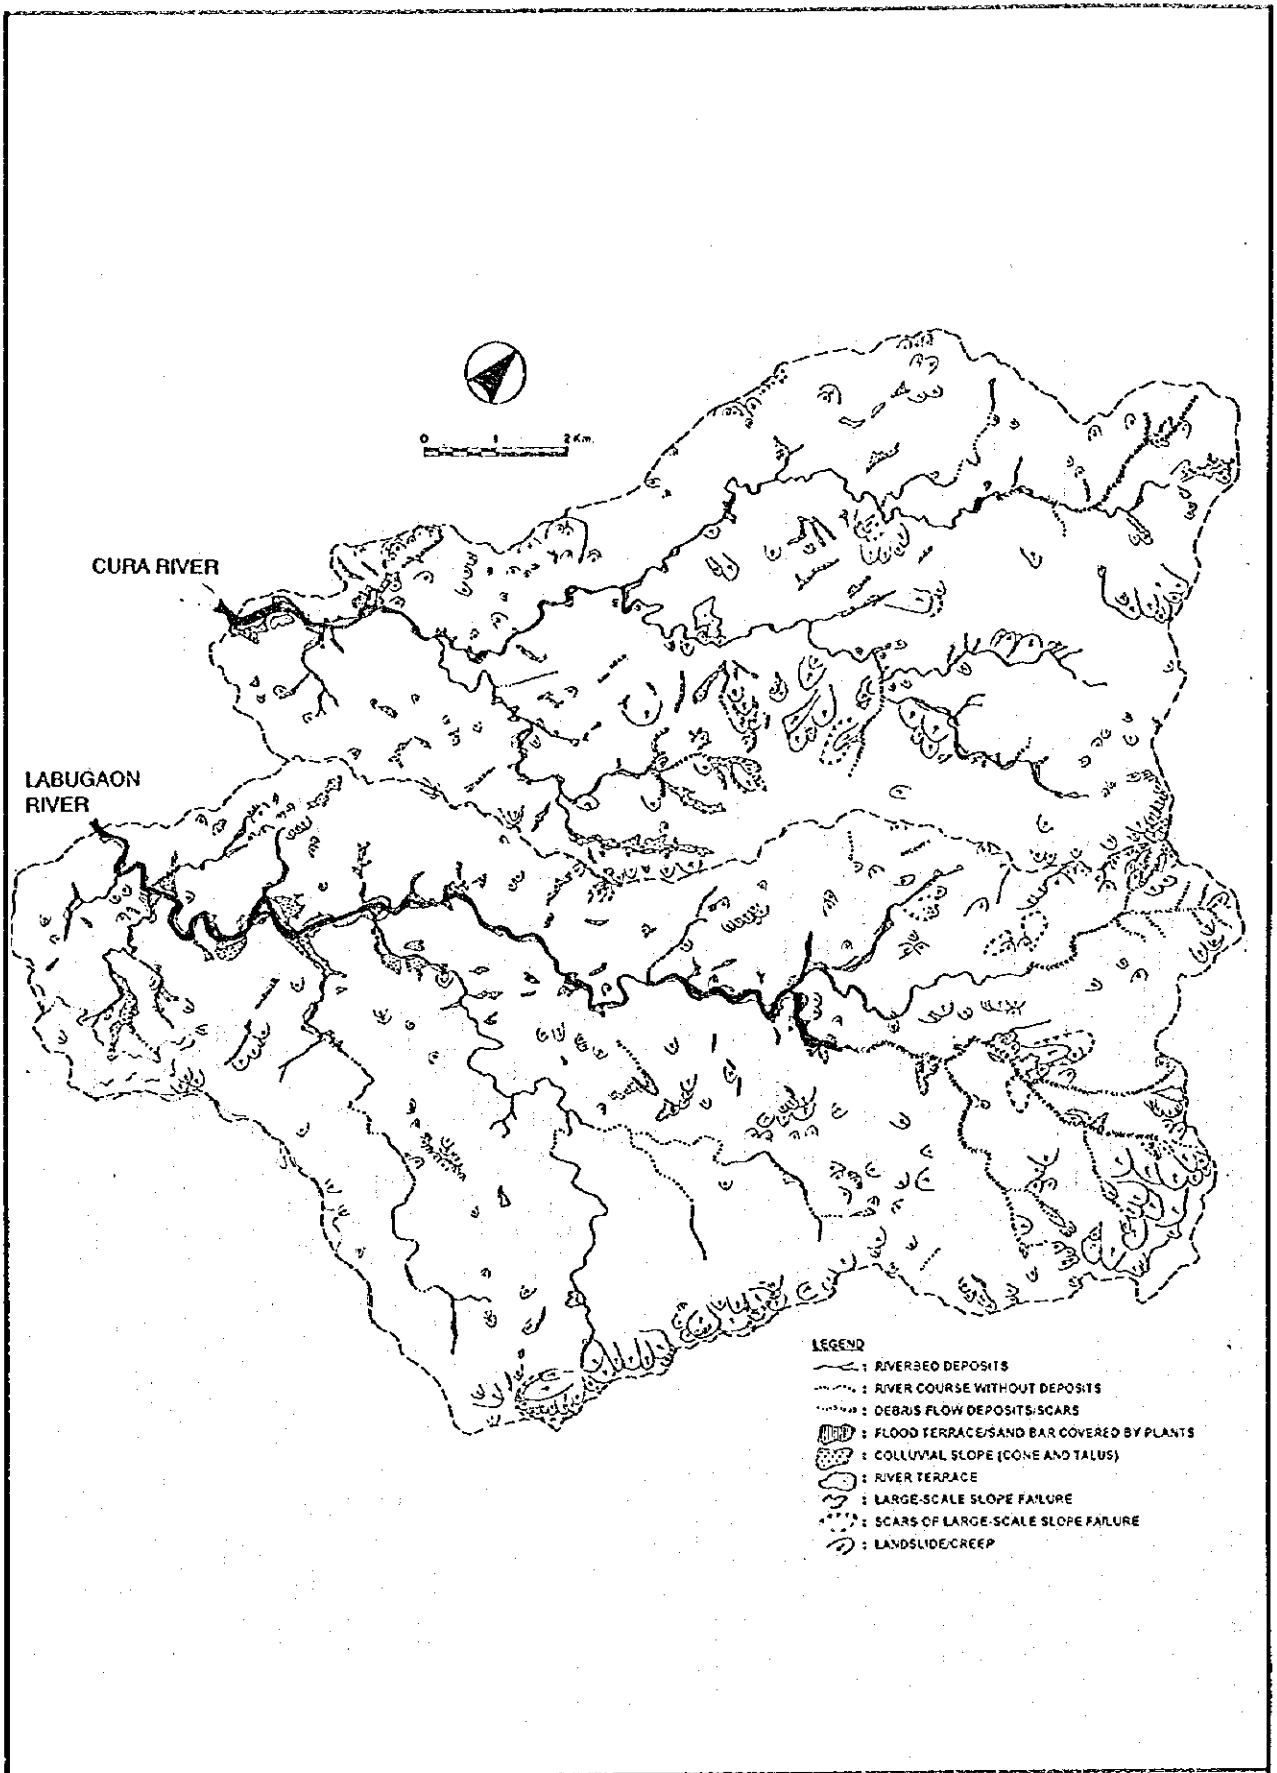 0 1 2 Km.
CURA RIVER
LABUGAON
RIVER
LEGEND
: RIVERBED DEPOSITS
: RIVER COURSE WITHOUT DEPOSITS
: DEBRIS FLOW DEPOSITS/SCARS
: FLOOD TERRACE/SAND BAR COVERED BY PLANTS
: COLLUVIAL SLOPE (CONE AND TALUS)
: RIVER TERRACE
: LARGE-SCALE SLOPE FAILURE
: SCARS OF LARGE-SCALE SLOPE FAILURE
: LANDSLIDE/CREEP